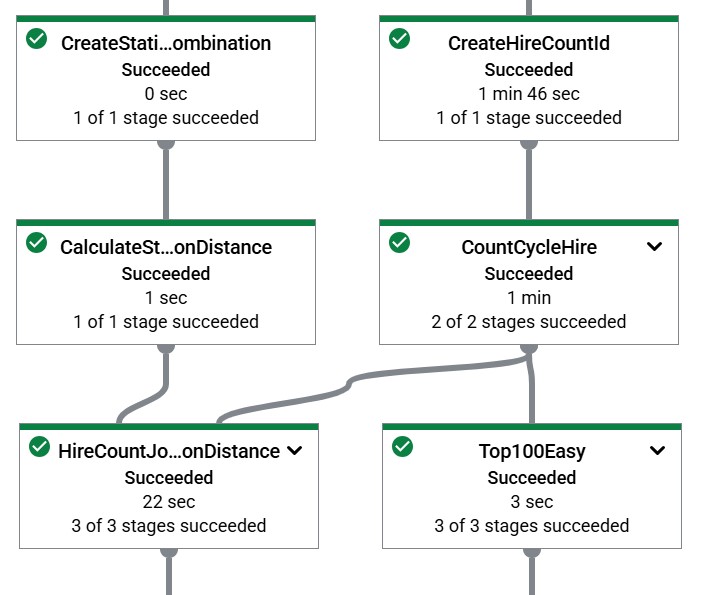 CreateStati...ombination
Succeeded
0 sec
1 of 1 stage succeeded
CreateHireCountId
Succeeded
1 min 46 sec
1 of 1 stage succeeded
CalculateSt...onDistance
Succeeded
1 sec
1 of 1 stage succeeded
CountCycleHire
Succeeded
1 min
2 of 2 stages succeeded
HireCountJo...onDistance
Succeeded
22 sec
3 of 3 stages succeeded
Top100Easy
Succeeded
3 sec
3 of 3 stages succeeded